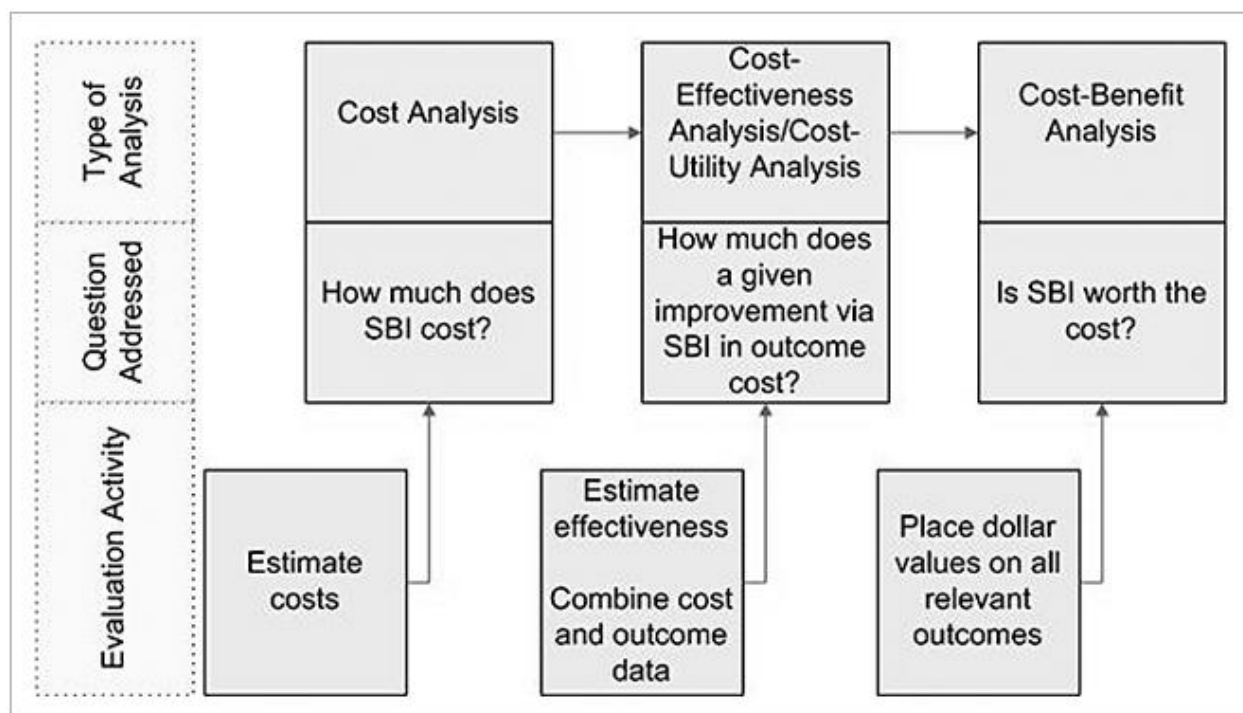 Type of
Analysis
Cost Analysis
Cost-
Effectiveness
Analysis/Cost-
Utility Analysis
Cost-Benefit
Analysis
Question
Addressed
How much does
SBI cost?
How much does
a given
improvement via
SBI in outcome
cost?
Is SBI worth the
cost?
Evaluation Activity
Estimate
costs
Estimate
effectiveness
Combine cost
and outcome
data
Place dollar
values on all
relevant
outcomes